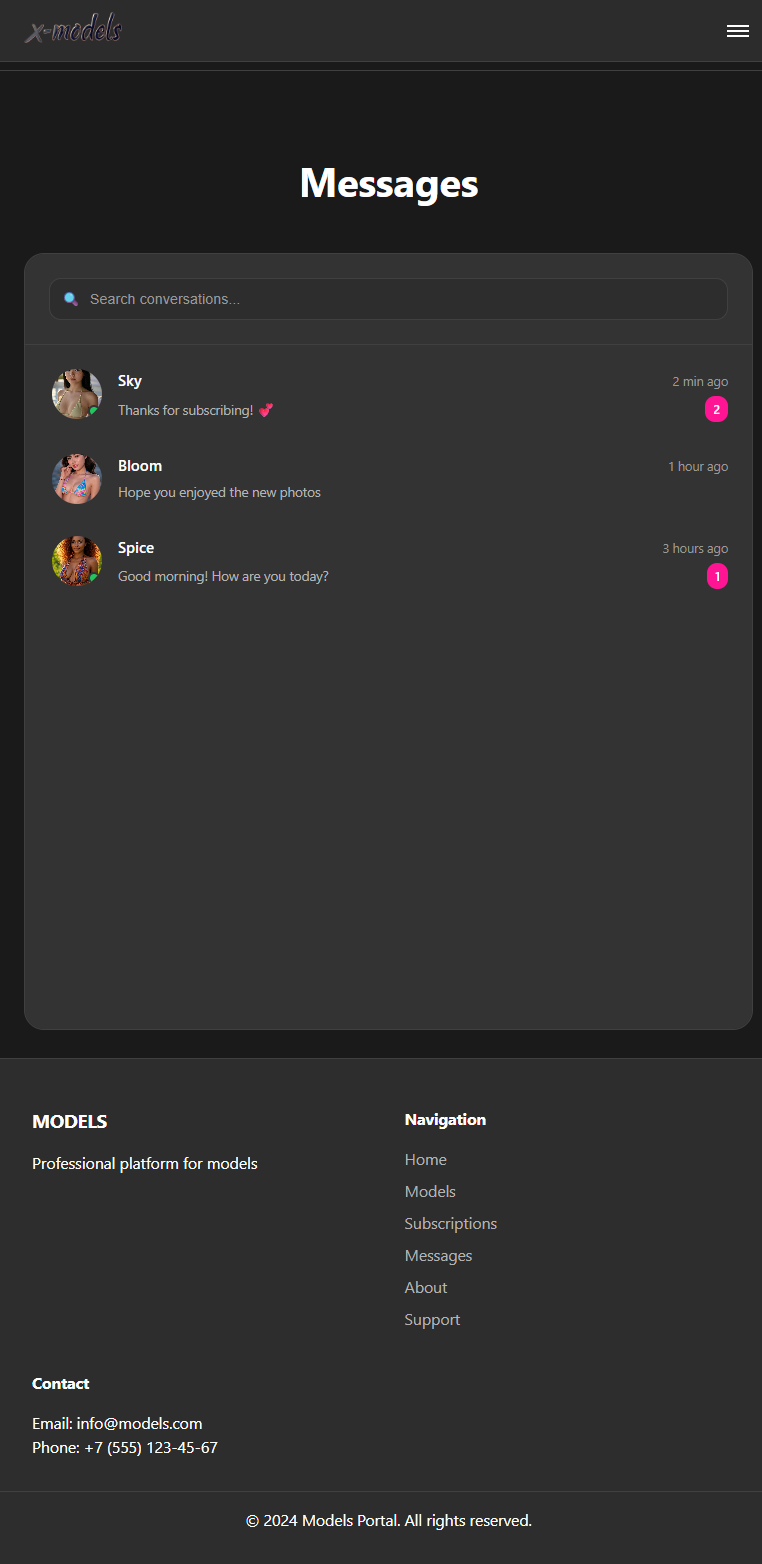 x-models
Messages
Search conversations...
Sky
2 min ago
Thanks for subscribing! 💕
2
Bloom
1 hour ago
Hope you enjoyed the new photos
Spice
3 hours ago
Good morning! How are you today?
1
MODELS
Professional platform for models
Navigation
Home
Models
Subscriptions
Messages
About
Support
Contact
Email: info@models.com
Phone: +7 (555) 123-45-67
© 2024 Models Portal. All rights reserved.